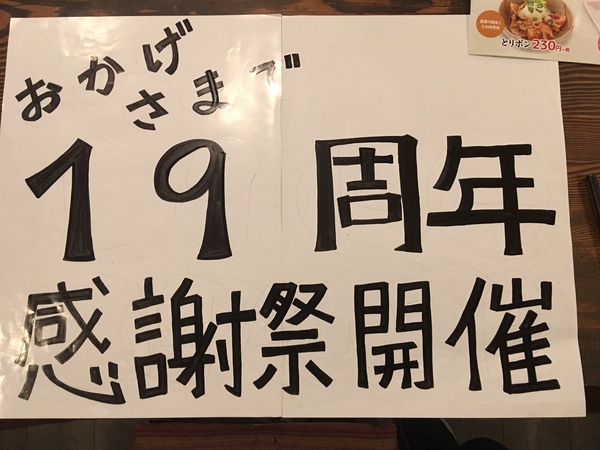 おかげ
さまで
19周年
感謝祭開催
とりポン 230円